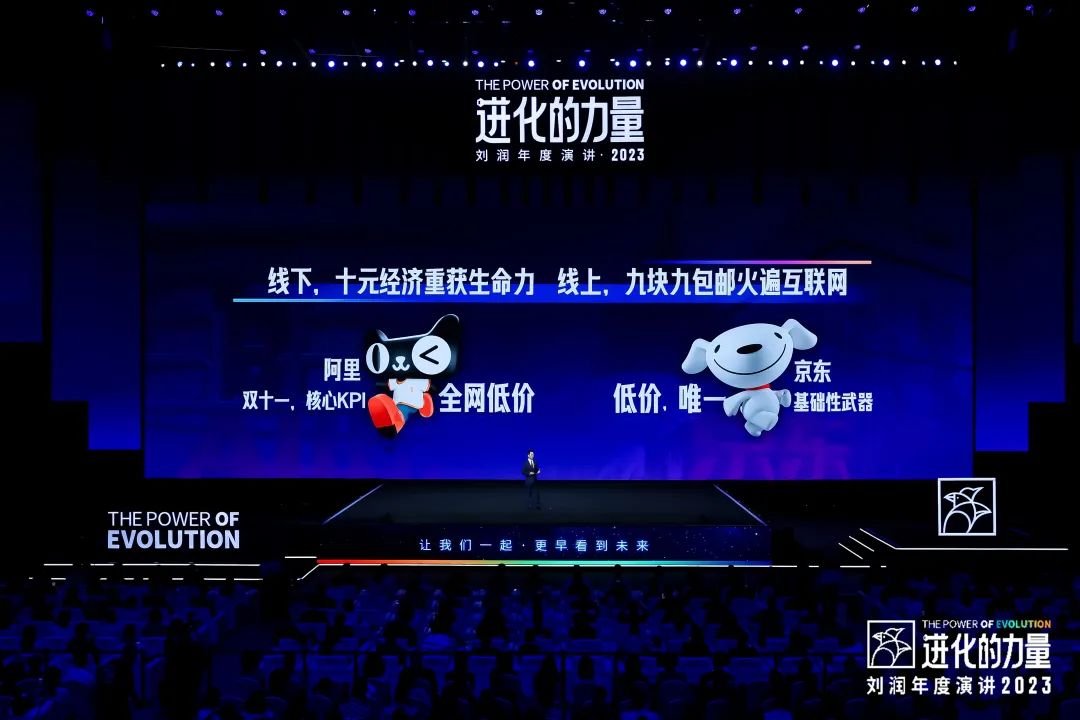 THE POWER OF EVOLUTION
进化的力量
刘润年度演讲·2023
线下，十元经济重获生命力 线上，九块九包邮火遍互联网
阿里
双十一，核心KPI
全网低价
低价，唯一
京东
基础性武器
THE POWER OF
EVOLUTION
让我们一起·更早看到未来
THE POWER OF EVOLUTION
进化的力量
刘润年度演讲2023